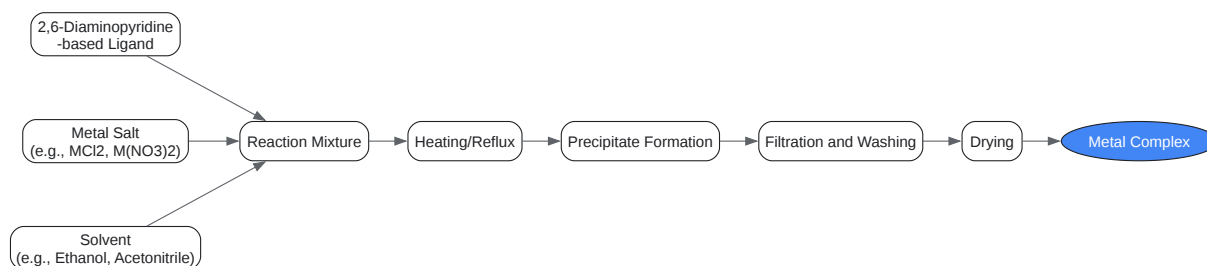 2,6-Diaminopyridine
-based Ligand
Metal Salt
(e.g., MCl2, M(NO3)2)
Reaction Mixture
Heating/Reflux
Precipitate Formation
Filtration and Washing
Drying
Metal Complex
Solvent
(e.g., Ethanol, Acetonitrile)